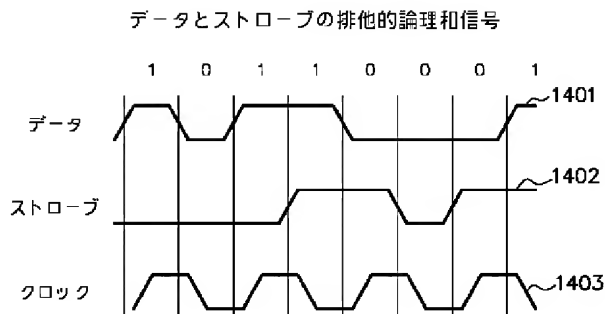 データとストローブの排他的論理和信号
1 0 1 1 0 0 0 1
データ
1401
ストローブ
1402
クロック
1403